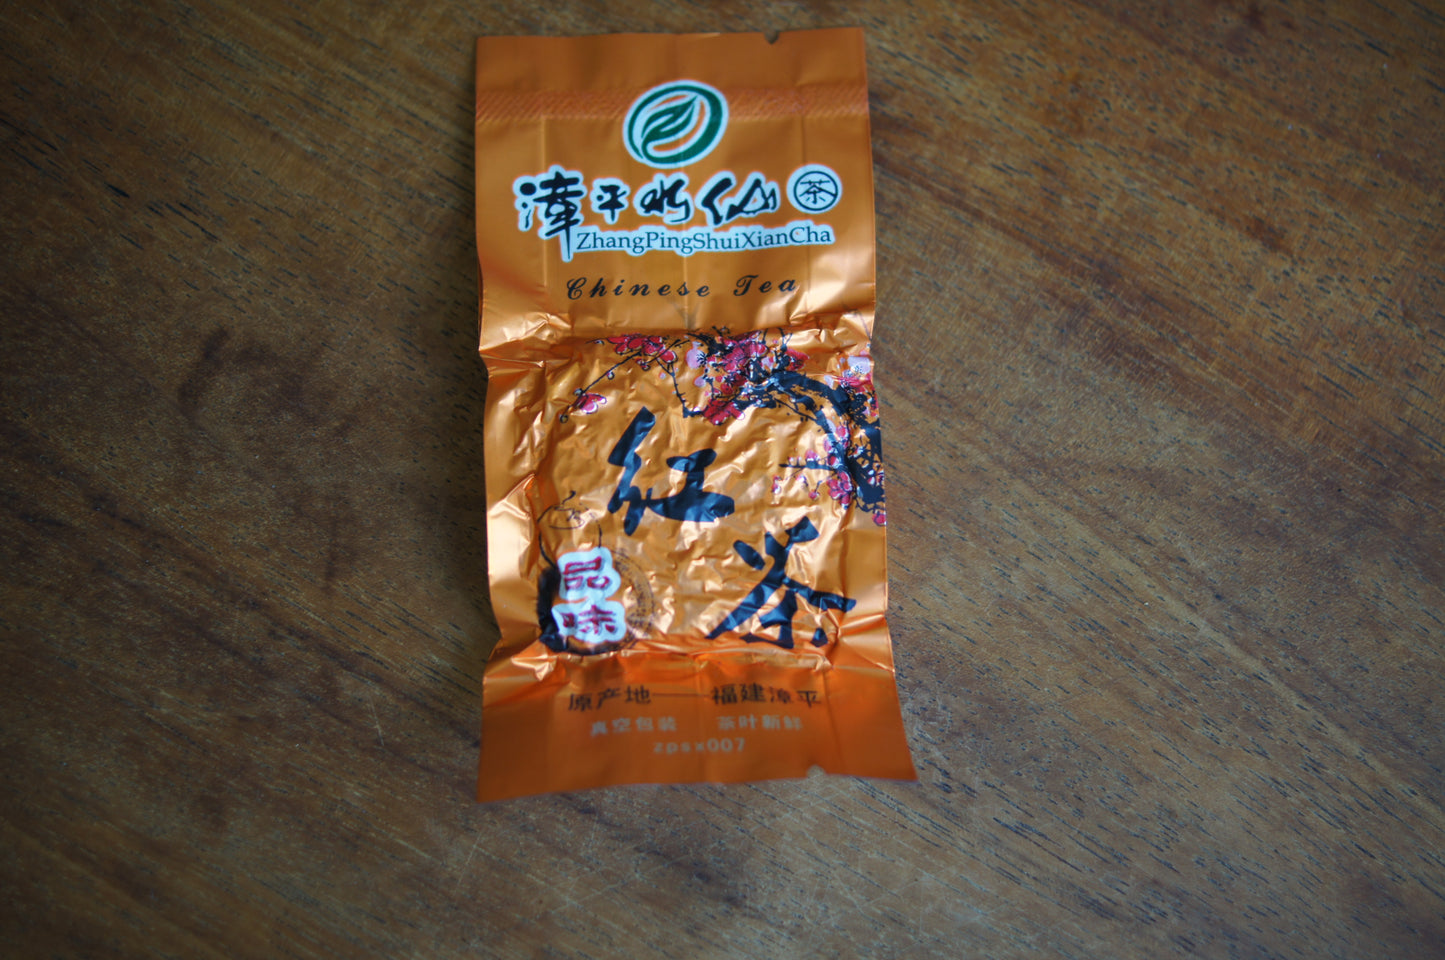 漳平水仙茶
ZhangPingShuiXianCha
Chinese Tea
红茶
品味
原产地——福建漳平
真空包装 茶叶新鲜
zpsx007